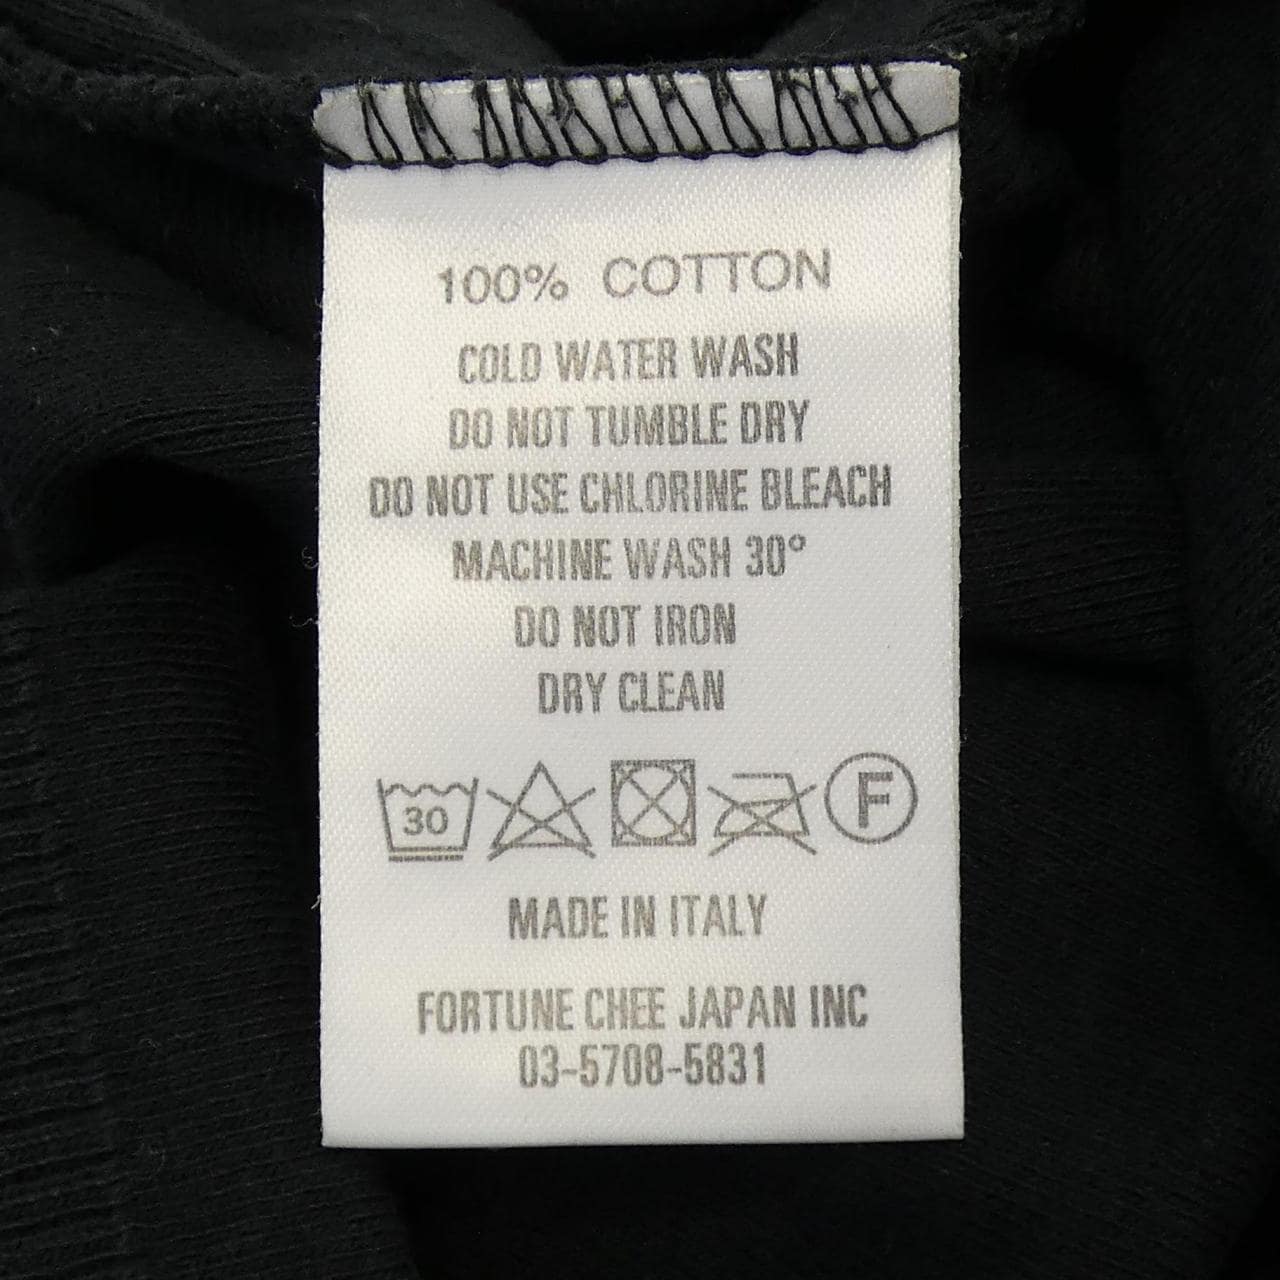 100% COTTON
COLD WATER WASH
DO NOT TUMBLE DRY
DO NOT USE CHLORINE BLEACH
MACHINE WASH 30°
DO NOT IRON
DRY CLEAN
30 F
MADE IN ITALY
FORTUNE CHEE JAPAN INC
03-5708-5831